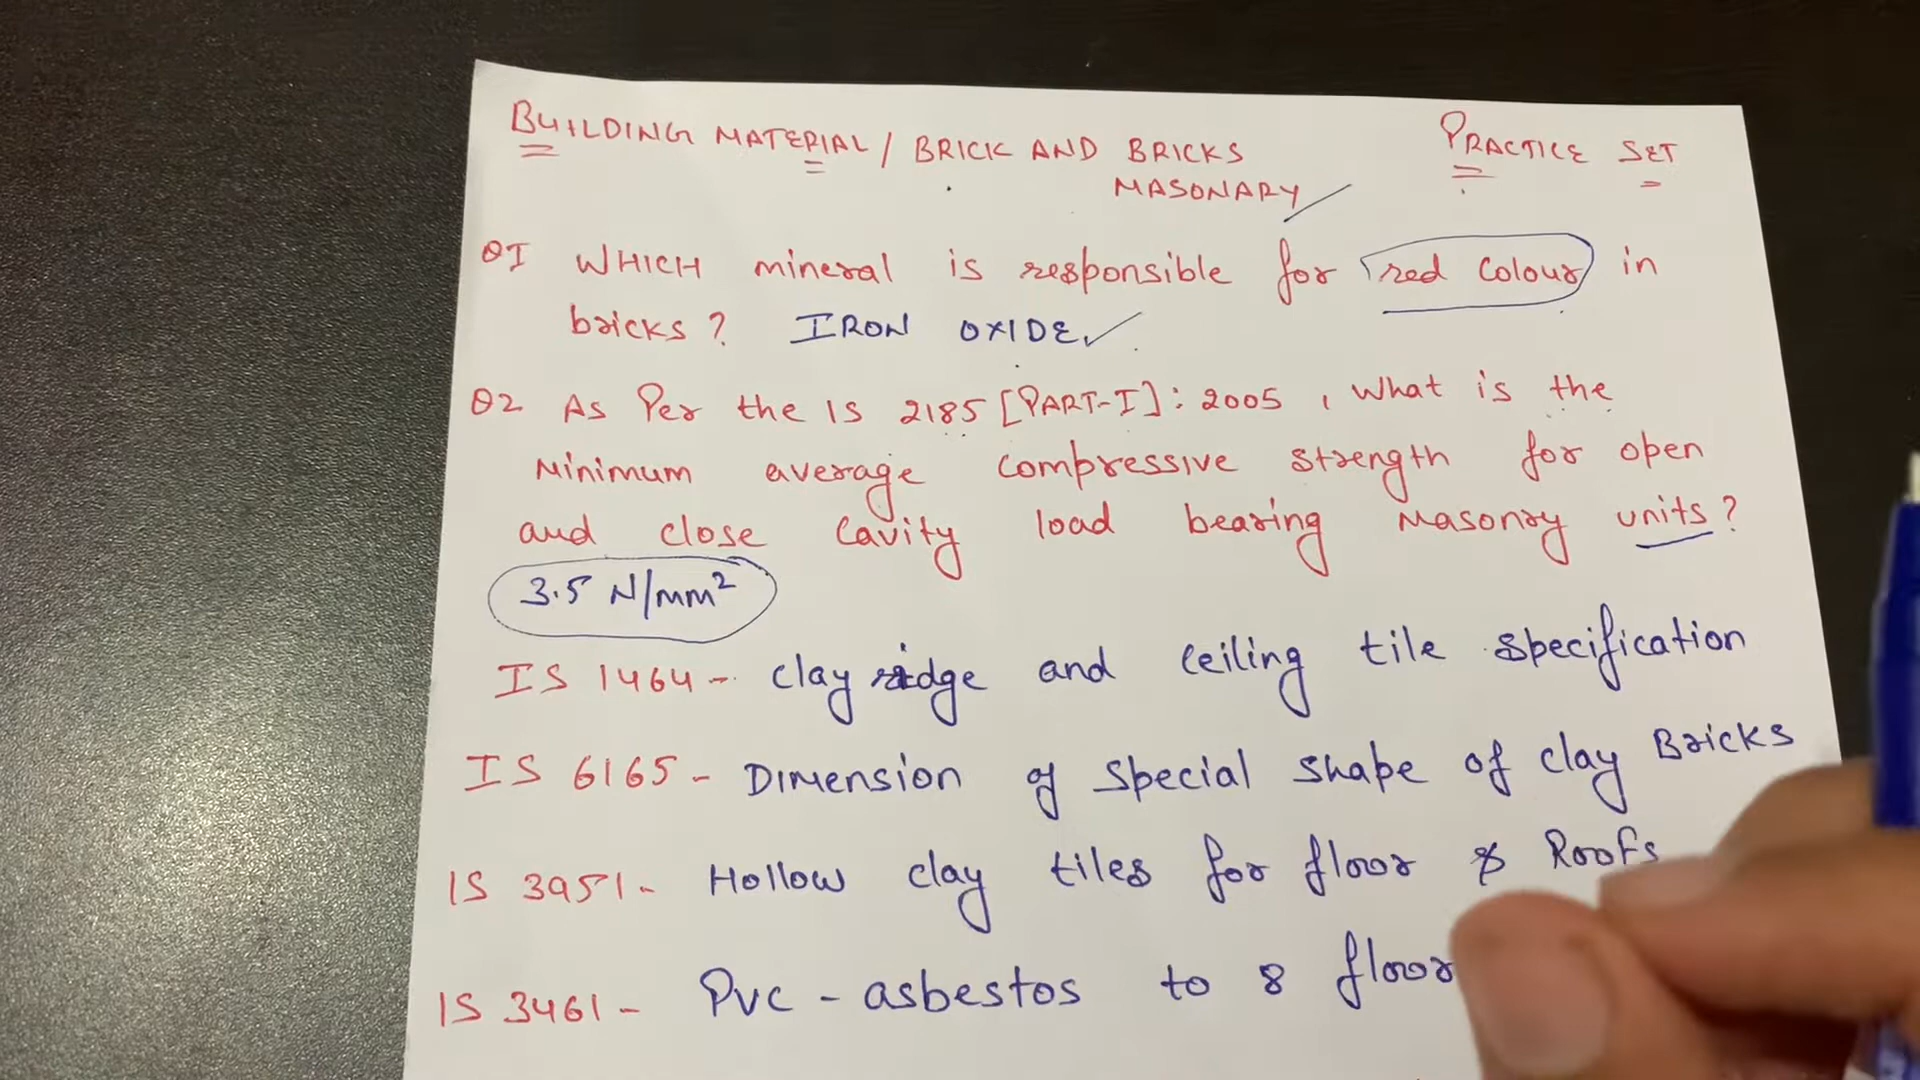 BUILDING MATERIAL / BRICK AND BRICKS MASONARY
PRACTICE SET
Q1 WHICH mineral is responsible for red colour in
bricks? IRON OXIDE
Q2 As Per the IS 2185 [PART-I]: 2005, What is the
Minimum average compressive strength for open
and close cavity load bearing Masonry units?
3.5 N/mm²
IS 1464 - clay ridge and ceiling tile specification
IS 6165 - Dimension of special shape of clay Bricks
IS 3951 - Hollow clay tiles for floor & Roofs
IS 3461 - PVC - asbestos to 8 floor